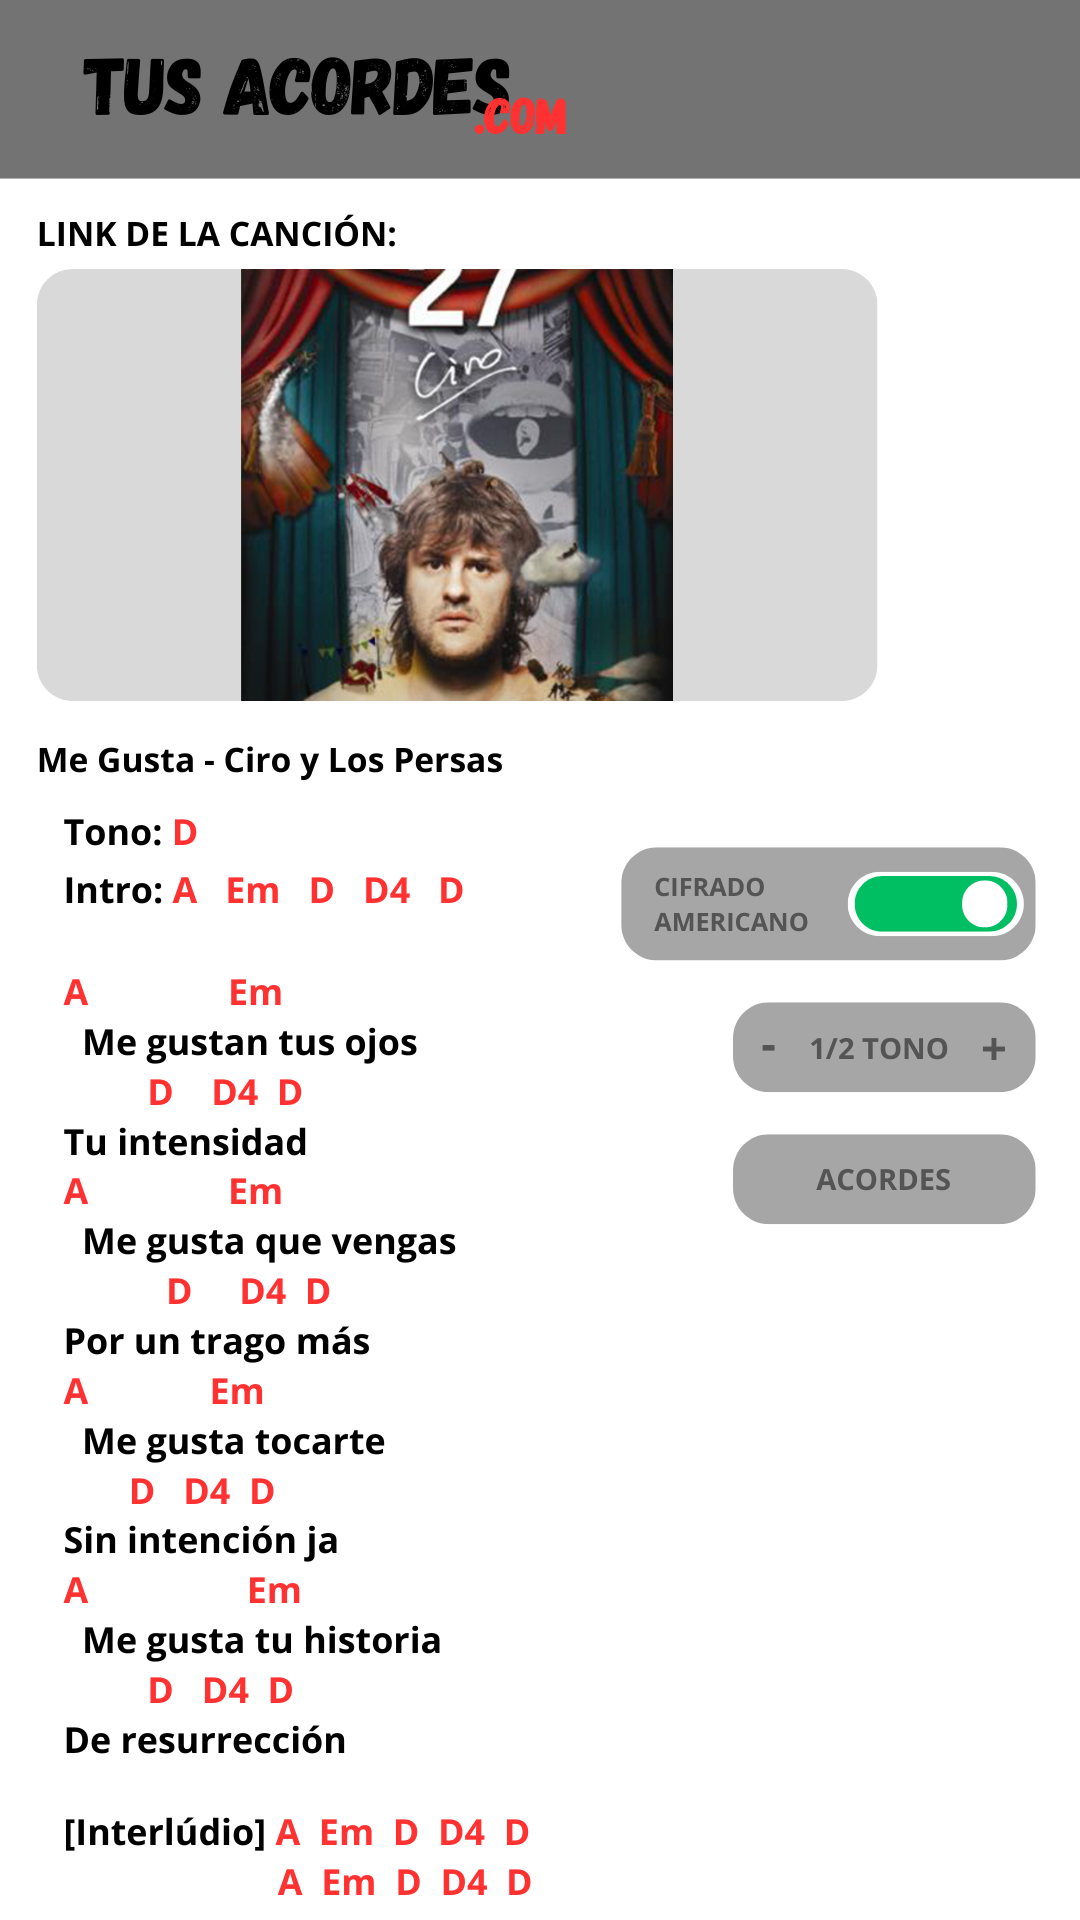 TUS ACORDES
.COM
LINK DE LA CANCIÓN:
27
Ciro
Me Gusta - Ciro y Los Persas
Tono: D
Intro: A Em D D4 D
CIFRADO
AMERICANO
A Em
Me gustan tus ojos
- 1/2 TONO +
D D4 D
Tu intensidad
ACORDES
A Em
Me gusta que vengas
D D4 D
Por un trago más
A Em
Me gusta tocarte
D D4 D
Sin intención ja
A Em
Me gusta tu historia
D D4 D
De resurrección
[Interlúdio] A Em D D4 D
A Em D D4 D